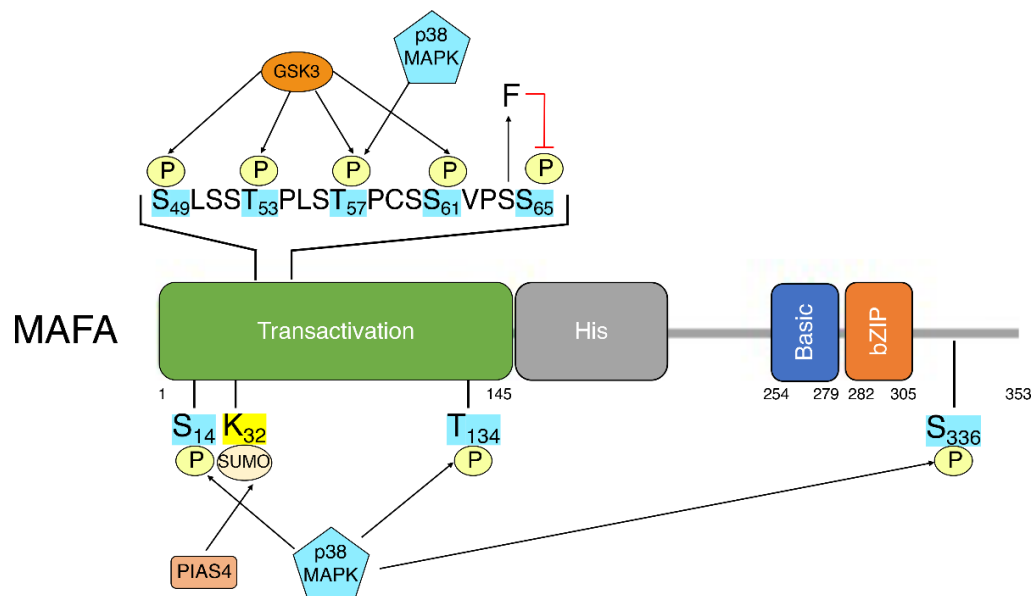 p38
MAPK
GSK3
F
P P P P P
S49LSST53PLST57PCSS61VPSS65
MAFA
Transactivation
His
Basic
bZIP
1 145 254 279 282 305 353
S14 K32 T134 S336
P SUMO P P
PIAS4
p38
MAPK